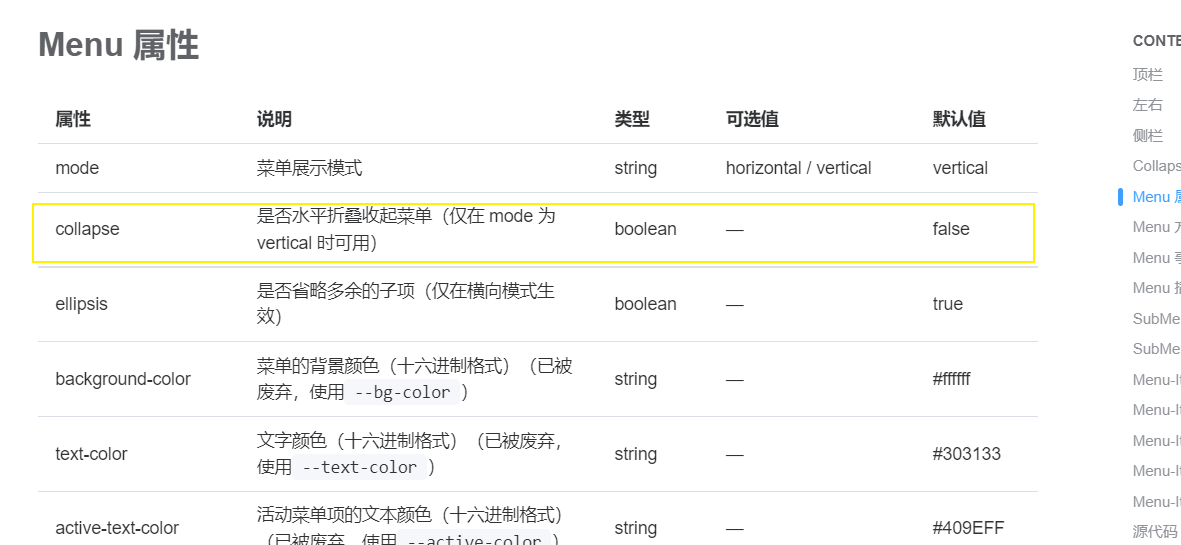 Menu 属性
属性 说明 类型 可选值 默认值
mode 菜单展示模式 string horizontal / vertical vertical
collapse 是否水平折叠收起菜单（仅在 mode 为
vertical 时可用） boolean — false
ellipsis 是否省略多余的子项（仅在横向模式生
效） boolean — true
background-color 菜单的背景颜色（十六进制格式）（已被
废弃，使用 --bg-color ） string — #ffffff
text-color 文字颜色（十六进制格式）（已被废弃，
使用 --text-color ） string — #303133
active-text-color 活动菜单项的文本颜色（十六进制格式）
（已被废弃，使用 --active-color ） string — #409EFF
CONTE
顶栏
左右
侧栏
Collaps
Menu
Menu
Menu
Menu
SubMe
SubMe
Menu-It
Menu-It
Menu-It
Menu-It
Menu-It
源代码